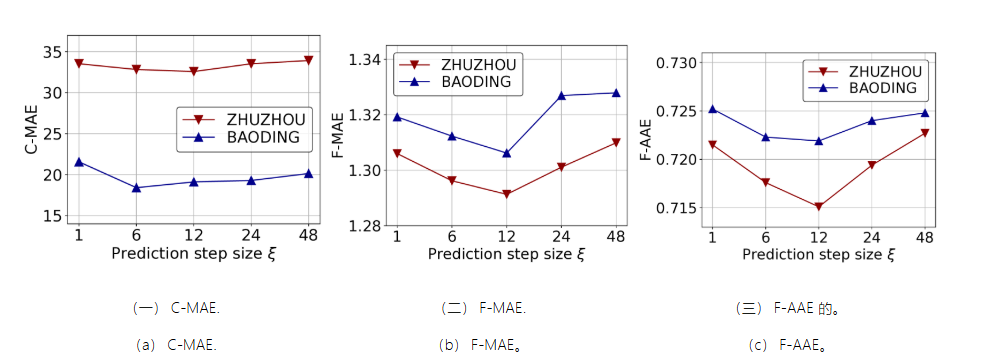 C-MAE
35
30
25
20
15
1 6 12 24 48
Prediction step size ξ
ZHUZHOU
BAODING
F-MAE
1.34
1.32
1.30
1.28
1 6 12 24 48
Prediction step size ξ
ZHUZHOU
BAODING
F-AAE
0.730
0.725
0.720
0.715
1 6 12 24 48
Prediction step size ξ
ZHUZHOU
BAODING
（一） C-MAE.
（二） F-MAE.
（三） F-AAE 的。
（a） C-MAE.
（b） F-MAE。
（c） F-AAE。